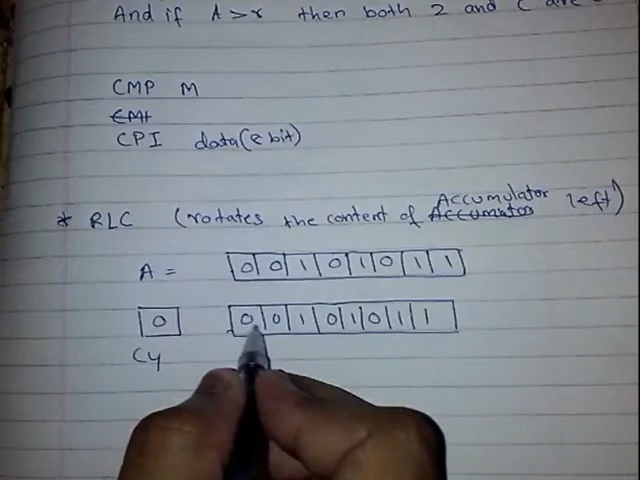 And if A > r then both Z and C are
CMP M
CMI
CPI data(8 bit)
* RLC (rotates the content of Accumulator Accumator left)
A = 0 0 1 0 1 0 1 1
0 0 0 1 0 1 0 1 1
Cy